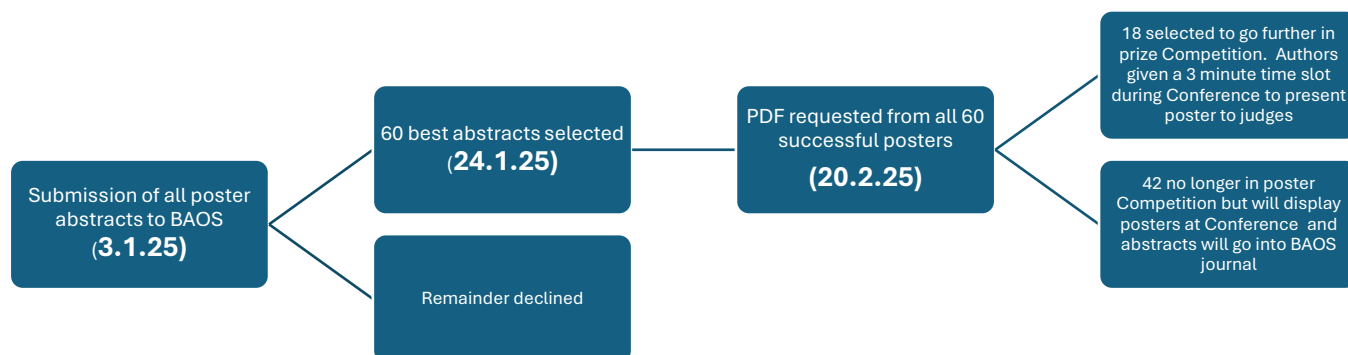 Submission of all poster
abstracts to BAOS
(3.1.25)
60 best abstracts selected
(24.1.25)
Remainder declined
PDF requested from all 60
successful posters
(20.2.25)
18 selected to go further in
prize Competition.  Authors
given a 3 minute time slot
during Conference to present
poster to judges
42 no longer in poster
Competition but will display
posters at Conference  and
abstracts will go into BAOS
journal